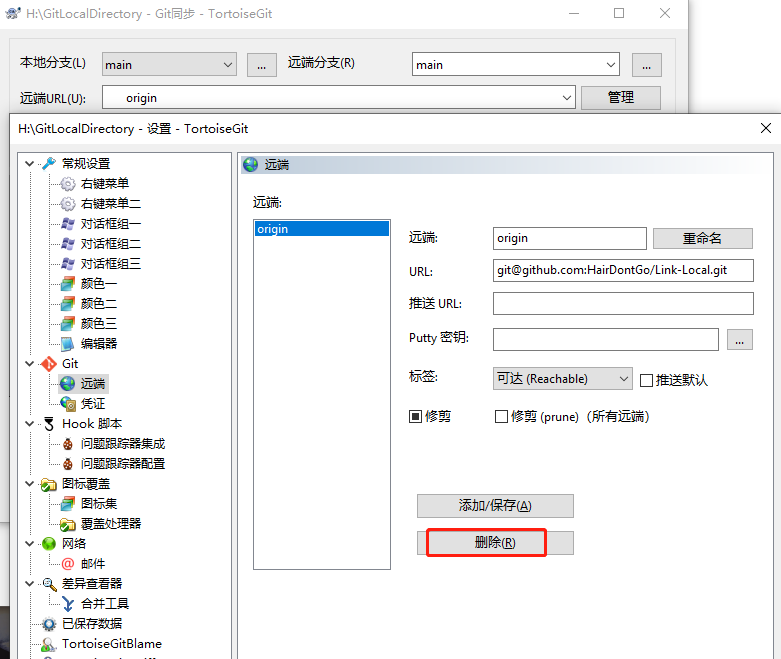 H:\GitLocalDirectory - Git同步 - TortoiseGit
本地分支(L)
main
...
远端分支(R)
main
...
远端URL(U):
origin
管理
H:\GitLocalDirectory - 设置 - TortoiseGit
常规设置
右键菜单
右键菜单二
对话框组一
对话框组二
对话框组三
颜色一
颜色二
颜色三
编辑器
Git
远端
凭证
Hook 脚本
问题跟踪器集成
问题跟踪器配置
图标覆盖
图标集
覆盖处理器
网络
邮件
差异查看器
合并工具
已保存数据
TortoiseGitBlame
远端
远端:
origin
远端:
origin
重命名
URL:
git@github.com:HairDontGo/Link-Local.git
推送 URL:
Putty 密钥:
...
标签:
可达 (Reachable)
推送默认
修剪
修剪 (prune)（所有远端）
添加/保存(A)
删除(R)